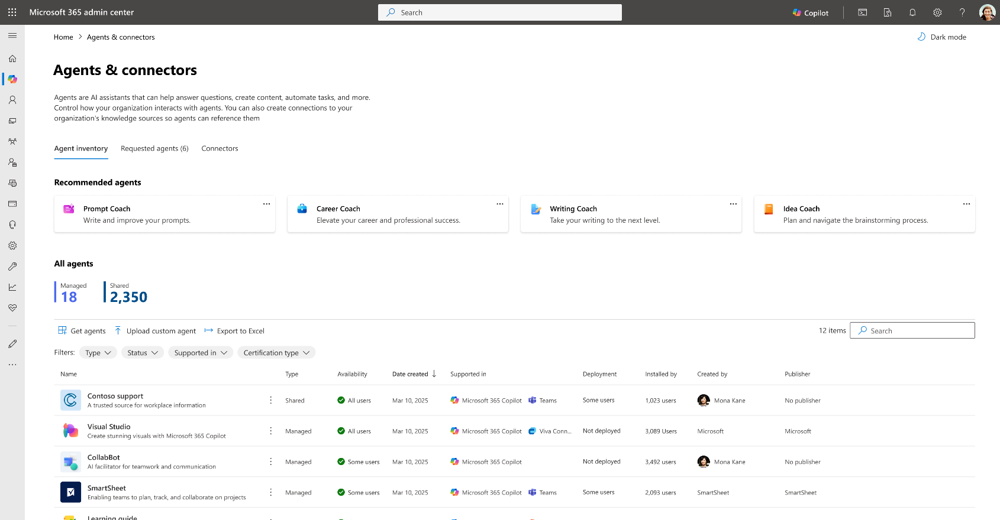 Microsoft 365 admin center
Search
Copilot
Home > Agents & connectors
Dark mode
Agents & connectors
Agents are AI assistants that can help answer questions, create content, automate tasks, and more.
Control how your organization interacts with agents. You can also create connections to your
organization's knowledge sources so agents can reference them
Agent inventory
Requested agents (6)
Connectors
Recommended agents
Prompt Coach
Write and improve your prompts.
Career Coach
Elevate your career and professional success.
Writing Coach
Take your writing to the next level.
Idea Coach
Plan and navigate the brainstorming process.
All agents
Managed
18
Shared
2,350
Get agents
Upload custom agent
Export to Excel
12 items
Search
Filters:
Type
Status
Supported in
Certification type
Name Type Availability Date created Supported in Deployment Installed by Created by Publisher
Contoso support
A trusted source for workplace information
Shared All users Mar 10, 2025 Microsoft 365 Copilot Teams Some users 1,023 users Mona Kane No publisher
Visual Studio
Create stunning visuals with Microsoft 365 Copilot
Managed All users Mar 10, 2025 Microsoft 365 Copilot Viva Conn... Not deployed 3,089 Users Microsoft Microsoft
CollabBot
AI facilitator for teamwork and communication
Managed Some users Mar 10, 2025 Microsoft 365 Copilot Not deployed 3,492 users Mona Kane No publisher
SmartSheet
Enabling teams to plan, track, and collaborate on projects
Managed Some users Mar 10, 2025 Microsoft 365 Copilot Teams Some users 2,093 users SmartSheet SmartSheet
Learning guide